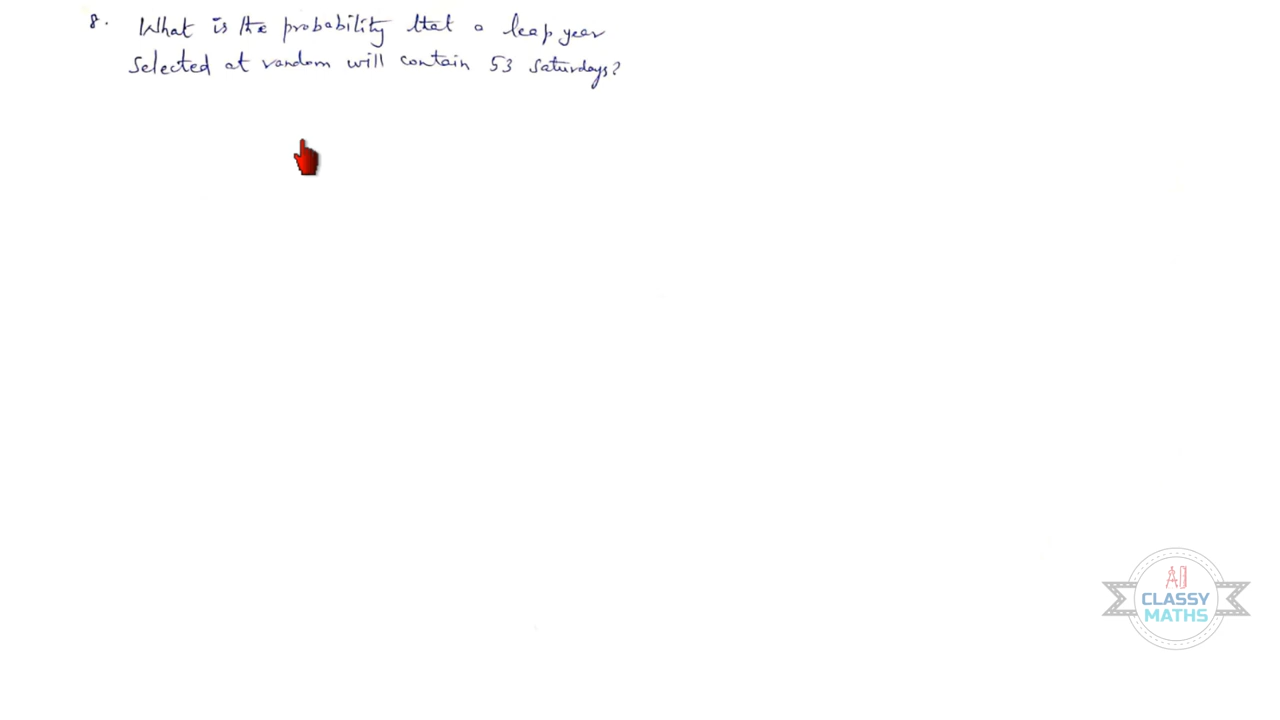 8. What is the probability that a leap year
selected at random will contain 53 saturdays?
CLASSY
MATHS